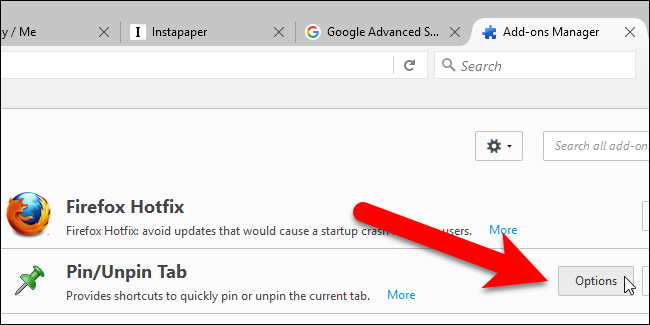 y / Me
Instapaper
Google Advanced S...
Add-ons Manager
Search
Search all add-on
Firefox Hotfix
Firefox Hotfix: avoid updates that would cause a startup crash users. More
Pin/Unpin Tab
Options
Provides shortcuts to quickly pin or unpin the current tab. More